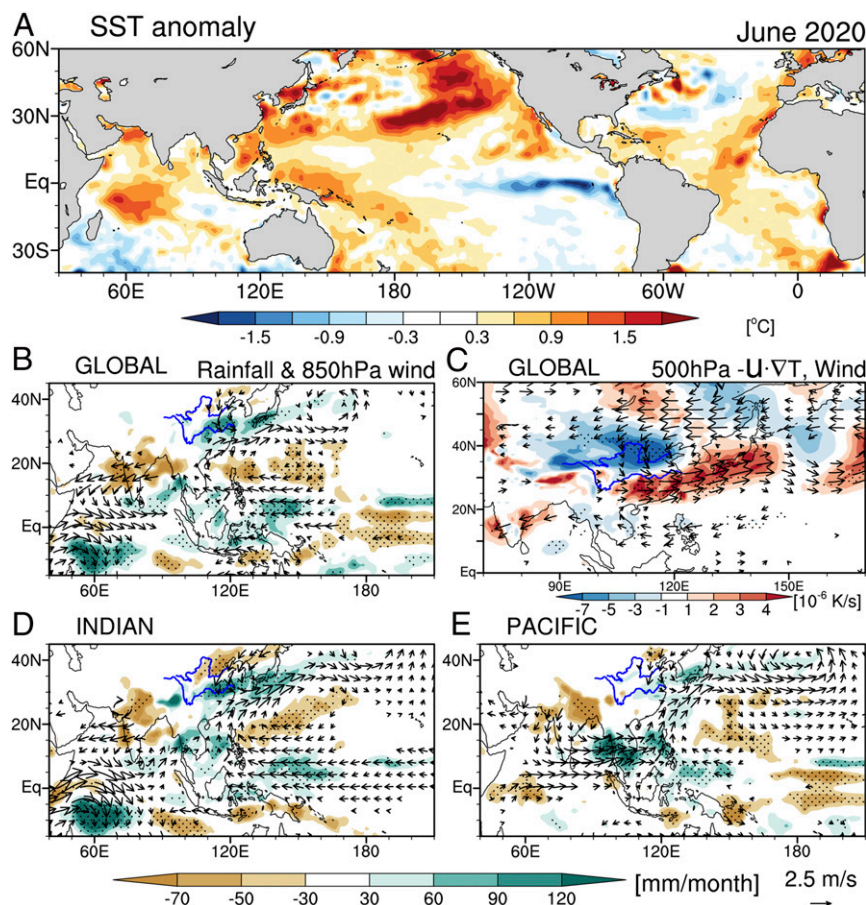 A SST anomaly June 2020
60N
30N
Eq
30S
60E 120E 180 120W 60W 0
-1.5 -0.9 -0.3 0.3 0.9 1.5 [°C]
B GLOBAL Rainfall & 850hPa wind
40N
20N
Eq
60E 120E 180
C GLOBAL 500hPa -u·∇T, Wind
60N
40N
20N
Eq
90E 120E 150E
-7 -5 -3 -1 1 2 3 4 [10⁻⁶ K/s]
D INDIAN
40N
20N
Eq
60E 120E 180
E PACIFIC
40N
20N
Eq
60E 120E 180
-70 -50 -30 30 60 90 120 [mm/month] 2.5 m/s